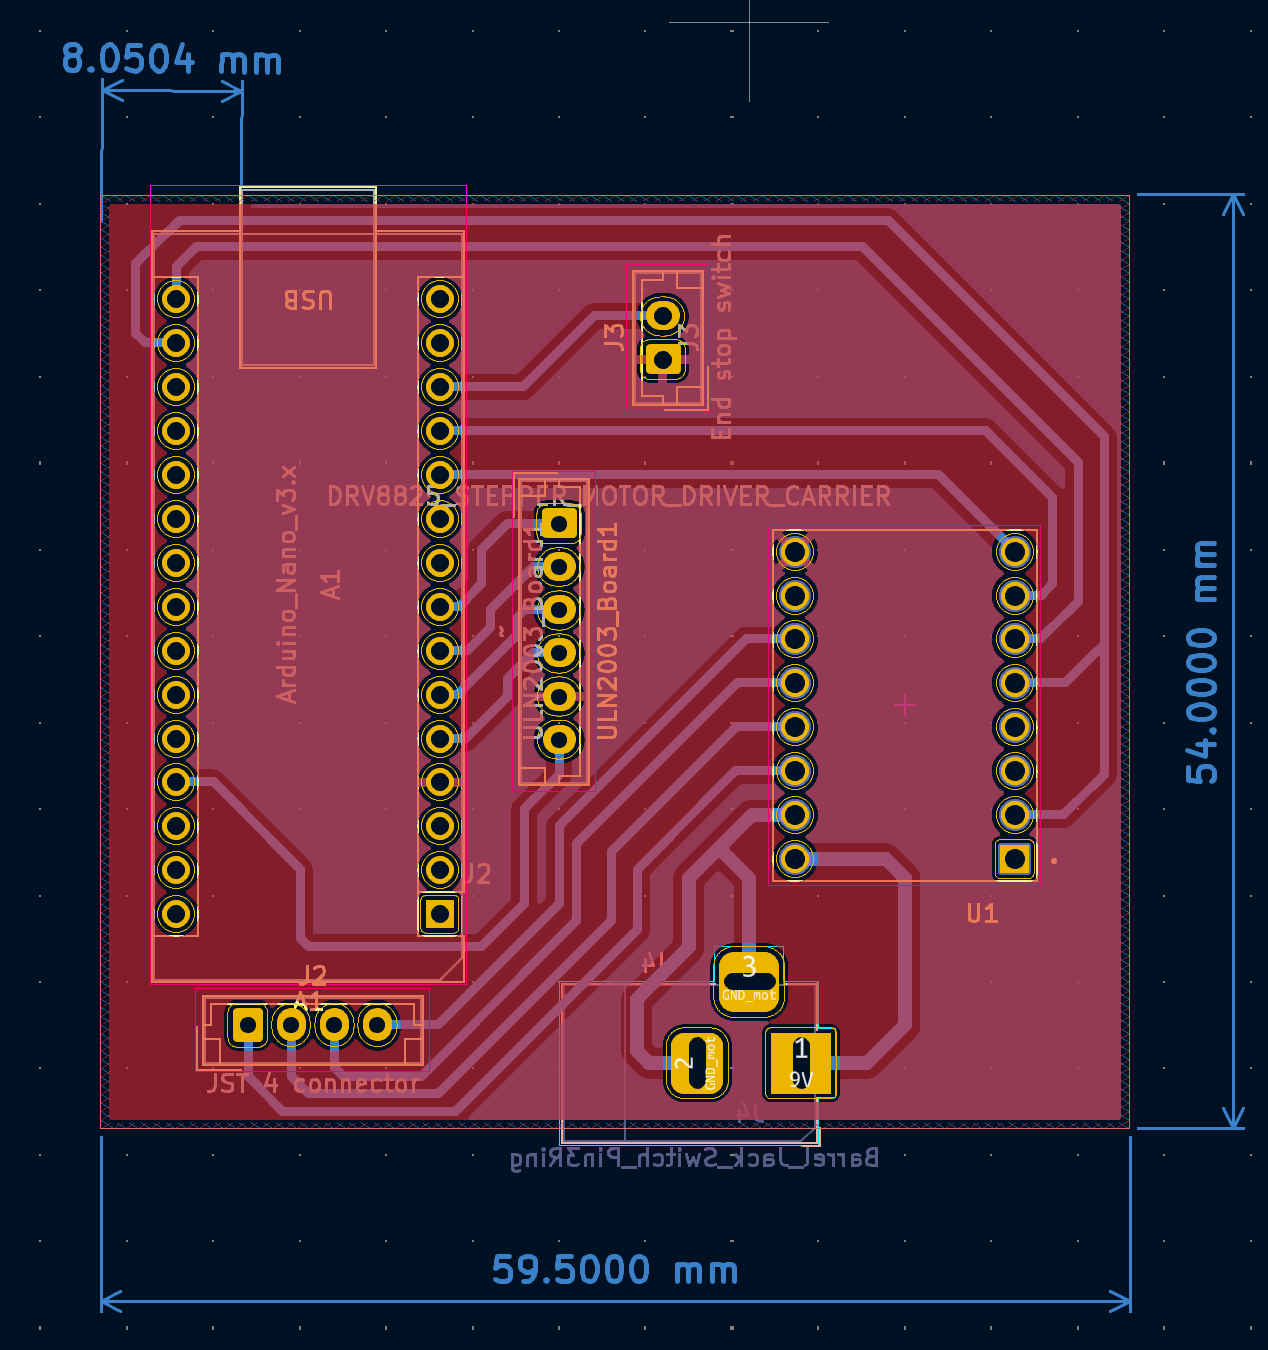 8.0504 mm
USB
J3
J3
End stop switch
DRV8825_STEPPER_MOTOR_DRIVER_CARRIER
Arduino_Nano_v3.x
A1
ULN2003_Board1
ULN2003_Board1
~
54.0000 mm
J2
U1
J4
3
GND_mot
J2
A1
2
GND_mot
1
9V
JST 4 connector
J4
Barrel_Jack_Switch_Pin3Ring
59.5000 mm